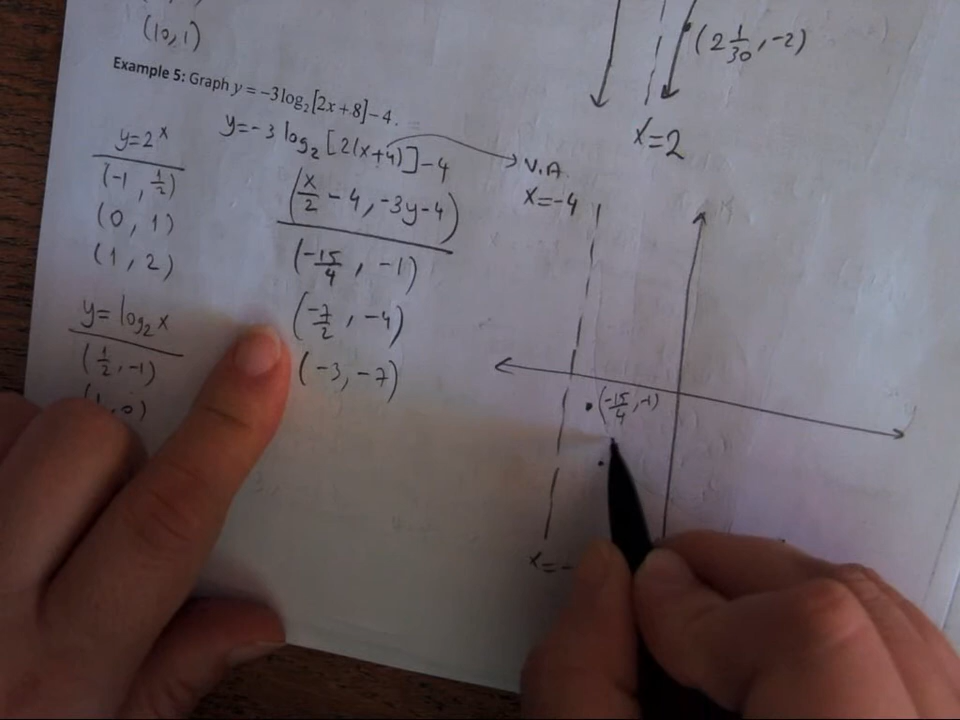 (10,1)
(2 1/30, -2)
x=2
Example 5: Graph y = -3log₂[2x+8]-4.
y=-3 log₂ [2(x+4)]-4
V.A.
x=-4
y=2ˣ
(-1, 1/2)
(0, 1)
(1, 2)
(x/2 - 4, -3y-4)
(-15/4, -1)
(-7/2, -4)
(-3, -7)
y=log₂x
(1/2, -1)
(-15/4, -1)
x=-